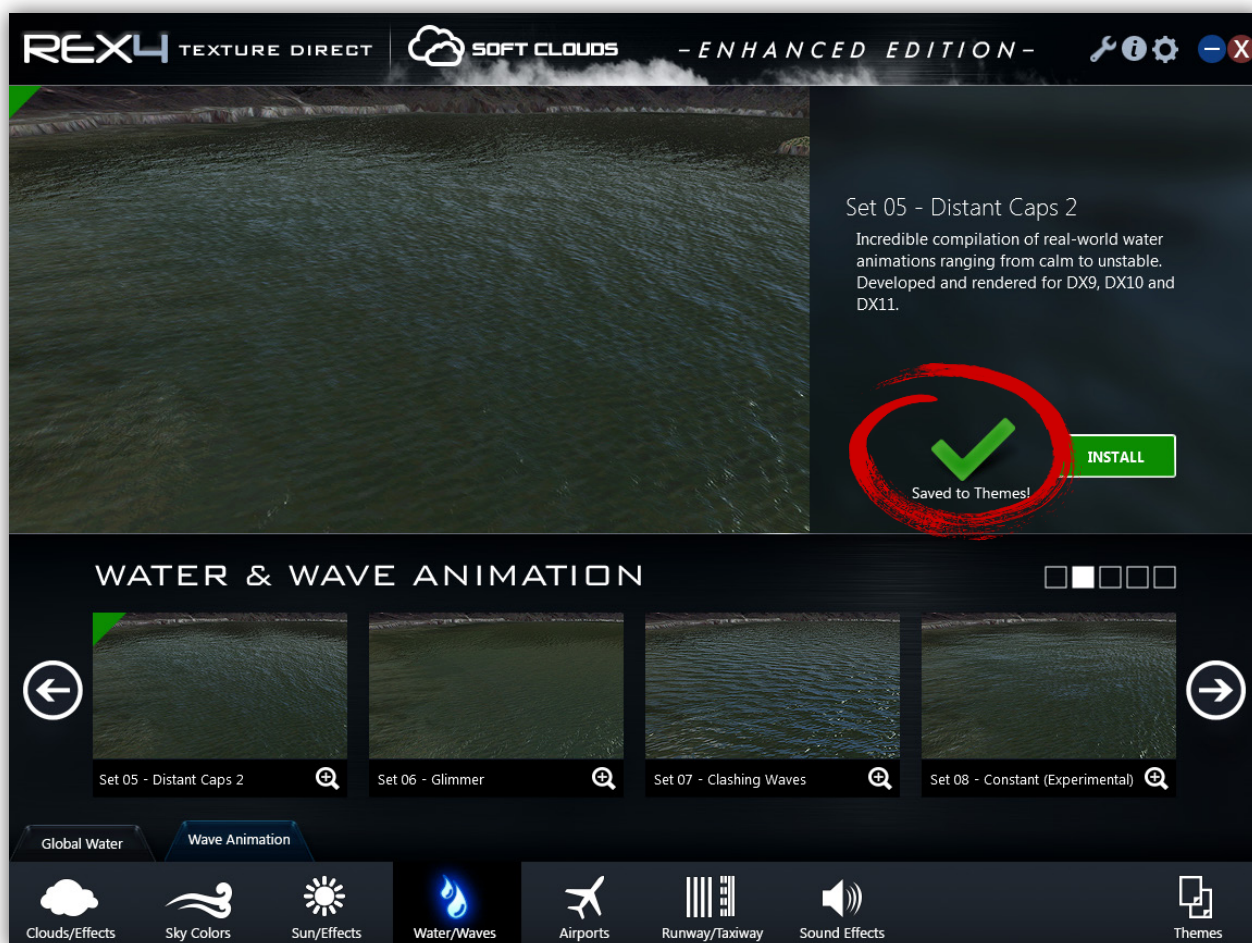 REX4 TEXTURE DIRECT SOFT CLOUDS -ENHANCED EDITION-
Set 05 - Distant Caps 2
Incredible compilation of real-world water
animations ranging from calm to unstable.
Developed and rendered for DX9, DX10 and
DX11.
INSTALL
Saved to Themes!
WATER & WAVE ANIMATION
Set 05 - Distant Caps 2
Set 06 - Glimmer
Set 07 - Clashing Waves
Set 08 - Constant (Experimental)
Global Water
Wave Animation
Clouds/Effects
Sky Colors
Sun/Effects
Water/Waves
Airports
Runway/Taxiway
Sound Effects
Themes